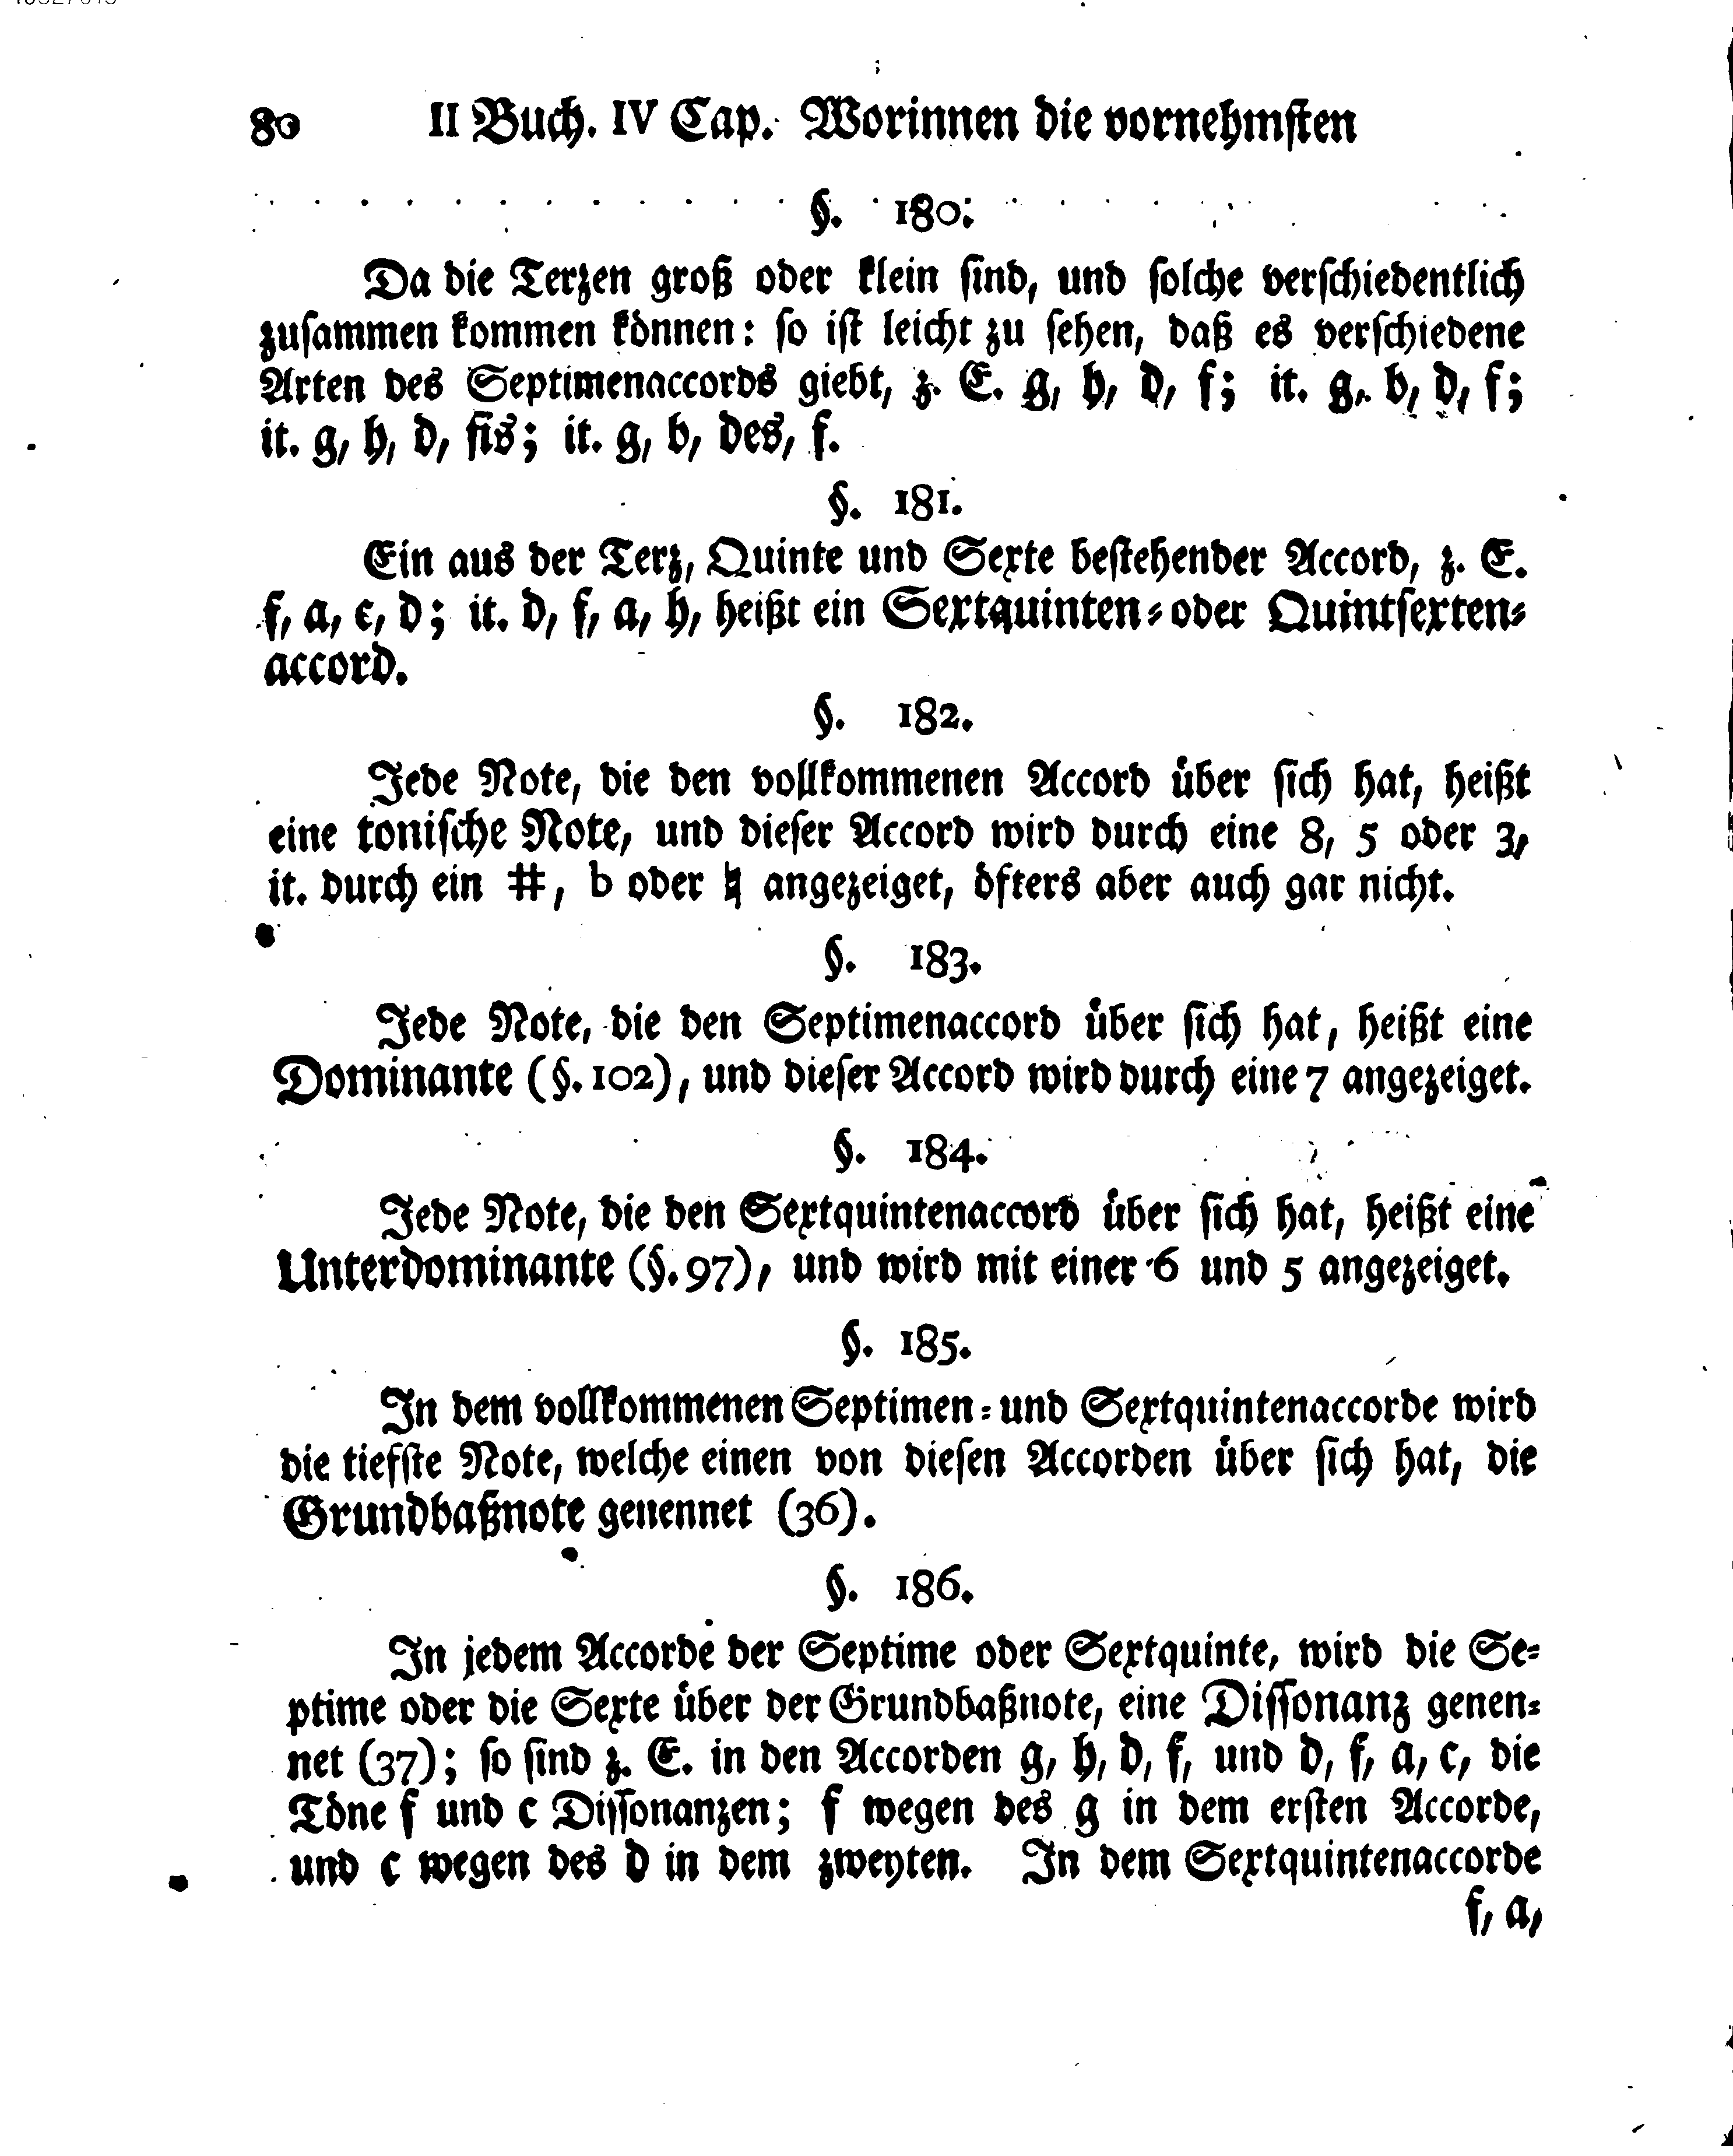 80 II Buch. IV Cap. Worinnen die vornehmsten
§. 180.
Da die Terzen groß oder klein sind, und solche verschiedentlich
zusammen kommen können: so ist leicht zu sehen, daß es verschiedene
Arten des Septimenaccords giebt, z. E. g, h, d, f; it. g, b, d, f;
it. g, h, d, fis; it. g, b, des, f.
§. 181.
Ein aus der Terz, Quinte und Sexte bestehender Accord, z. E.
f, a, c, d; it. d, f, a, h, heißt ein Sextquinten- oder Quintsexten-
accord.
§. 182.
Jede Note, die den vollkommenen Accord über sich hat, heißt
eine tonische Note, und dieser Accord wird durch eine 8, 5 oder 3,
it. durch ein #, b oder ♮ angezeiget, öfters aber auch gar nicht.
§. 183.
Jede Note, die den Septimenaccord über sich hat, heißt eine
Dominante (§. 102), und dieser Accord wird durch eine 7 angezeiget.
§. 184.
Jede Note, die den Sextquintenaccord über sich hat, heißt eine
Unterdominante (§. 97), und wird mit einer 6 und 5 angezeiget.
§. 185.
In dem vollkommenen Septimen- und Sextquintenaccorde wird
die tiefste Note, welche einen von diesen Accorden über sich hat, die
Grundbaßnote genennet (36).
§. 186.
In jedem Accorde der Septime oder Sextquinte, wird die Se-
ptime oder die Sexte über der Grundbaßnote, eine Dissonanz genen-
net (37); so sind z. E. in den Accorden g, h, d, f, und d, f, a, c, die
Töne f und c Dissonanzen; f wegen des g in dem ersten Accorde,
und c wegen des d in dem zweyten. In dem Sextquintenaccorde
f, a,